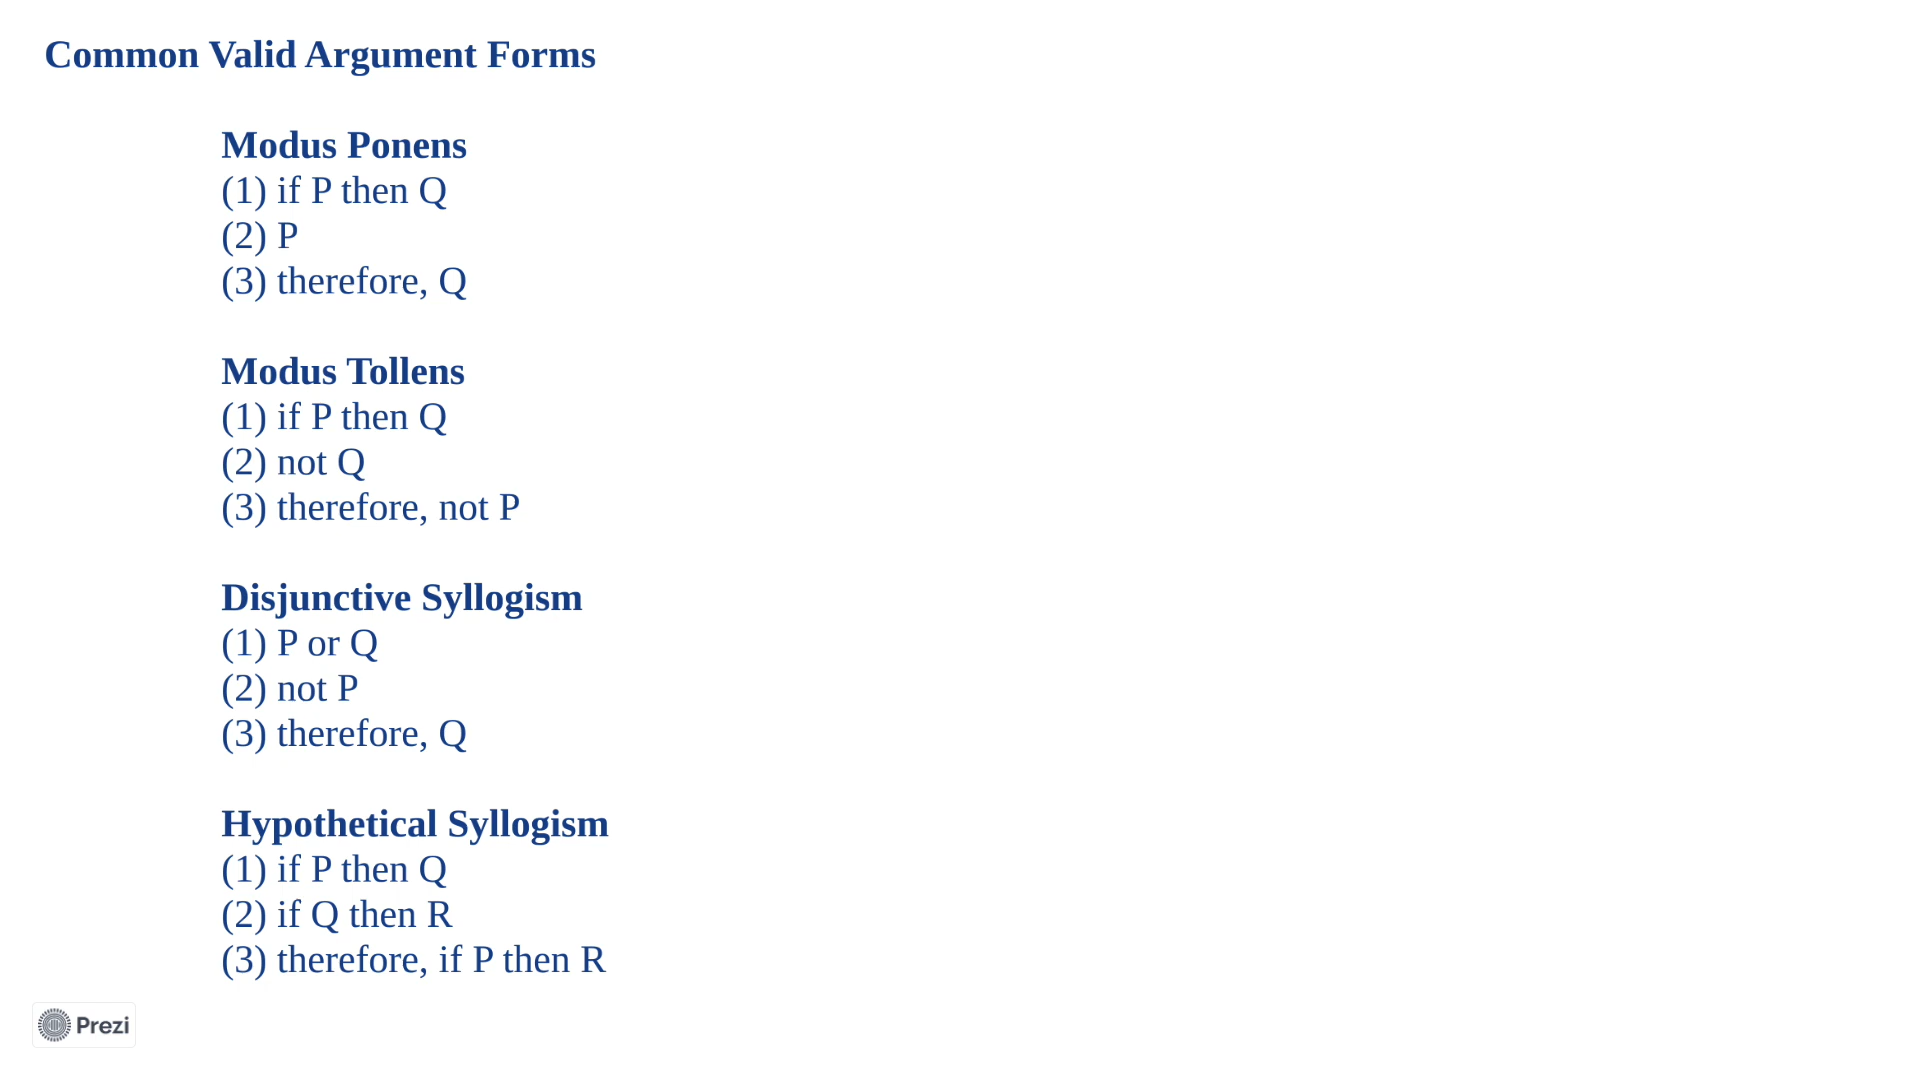 Common Valid Argument Forms
Modus Ponens
(1) if P then Q
(2) P
(3) therefore, Q
Modus Tollens
(1) if P then Q
(2) not Q
(3) therefore, not P
Disjunctive Syllogism
(1) P or Q
(2) not P
(3) therefore, Q
Hypothetical Syllogism
(1) if P then Q
(2) if Q then R
(3) therefore, if P then R
Prezi